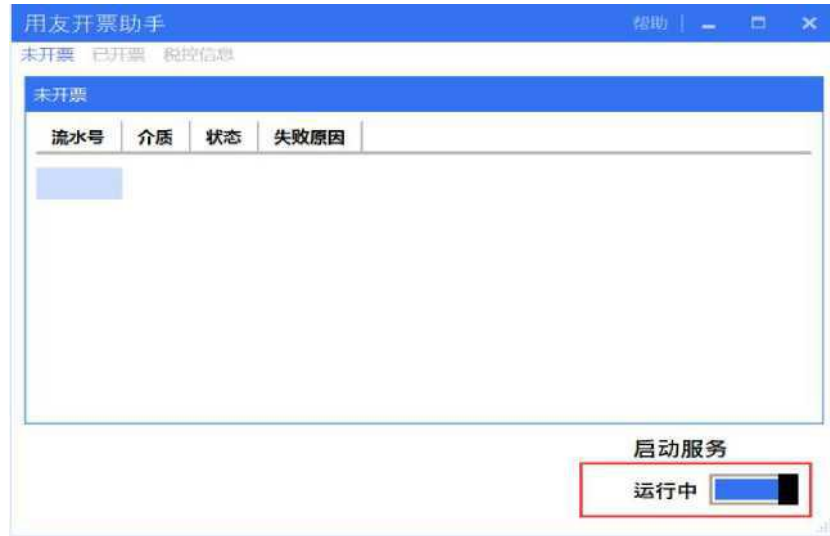 用友开票助手 帮助
未开票 已开票 税控信息
未开票
流水号 介质 状态 失败原因
启动服务
运行中